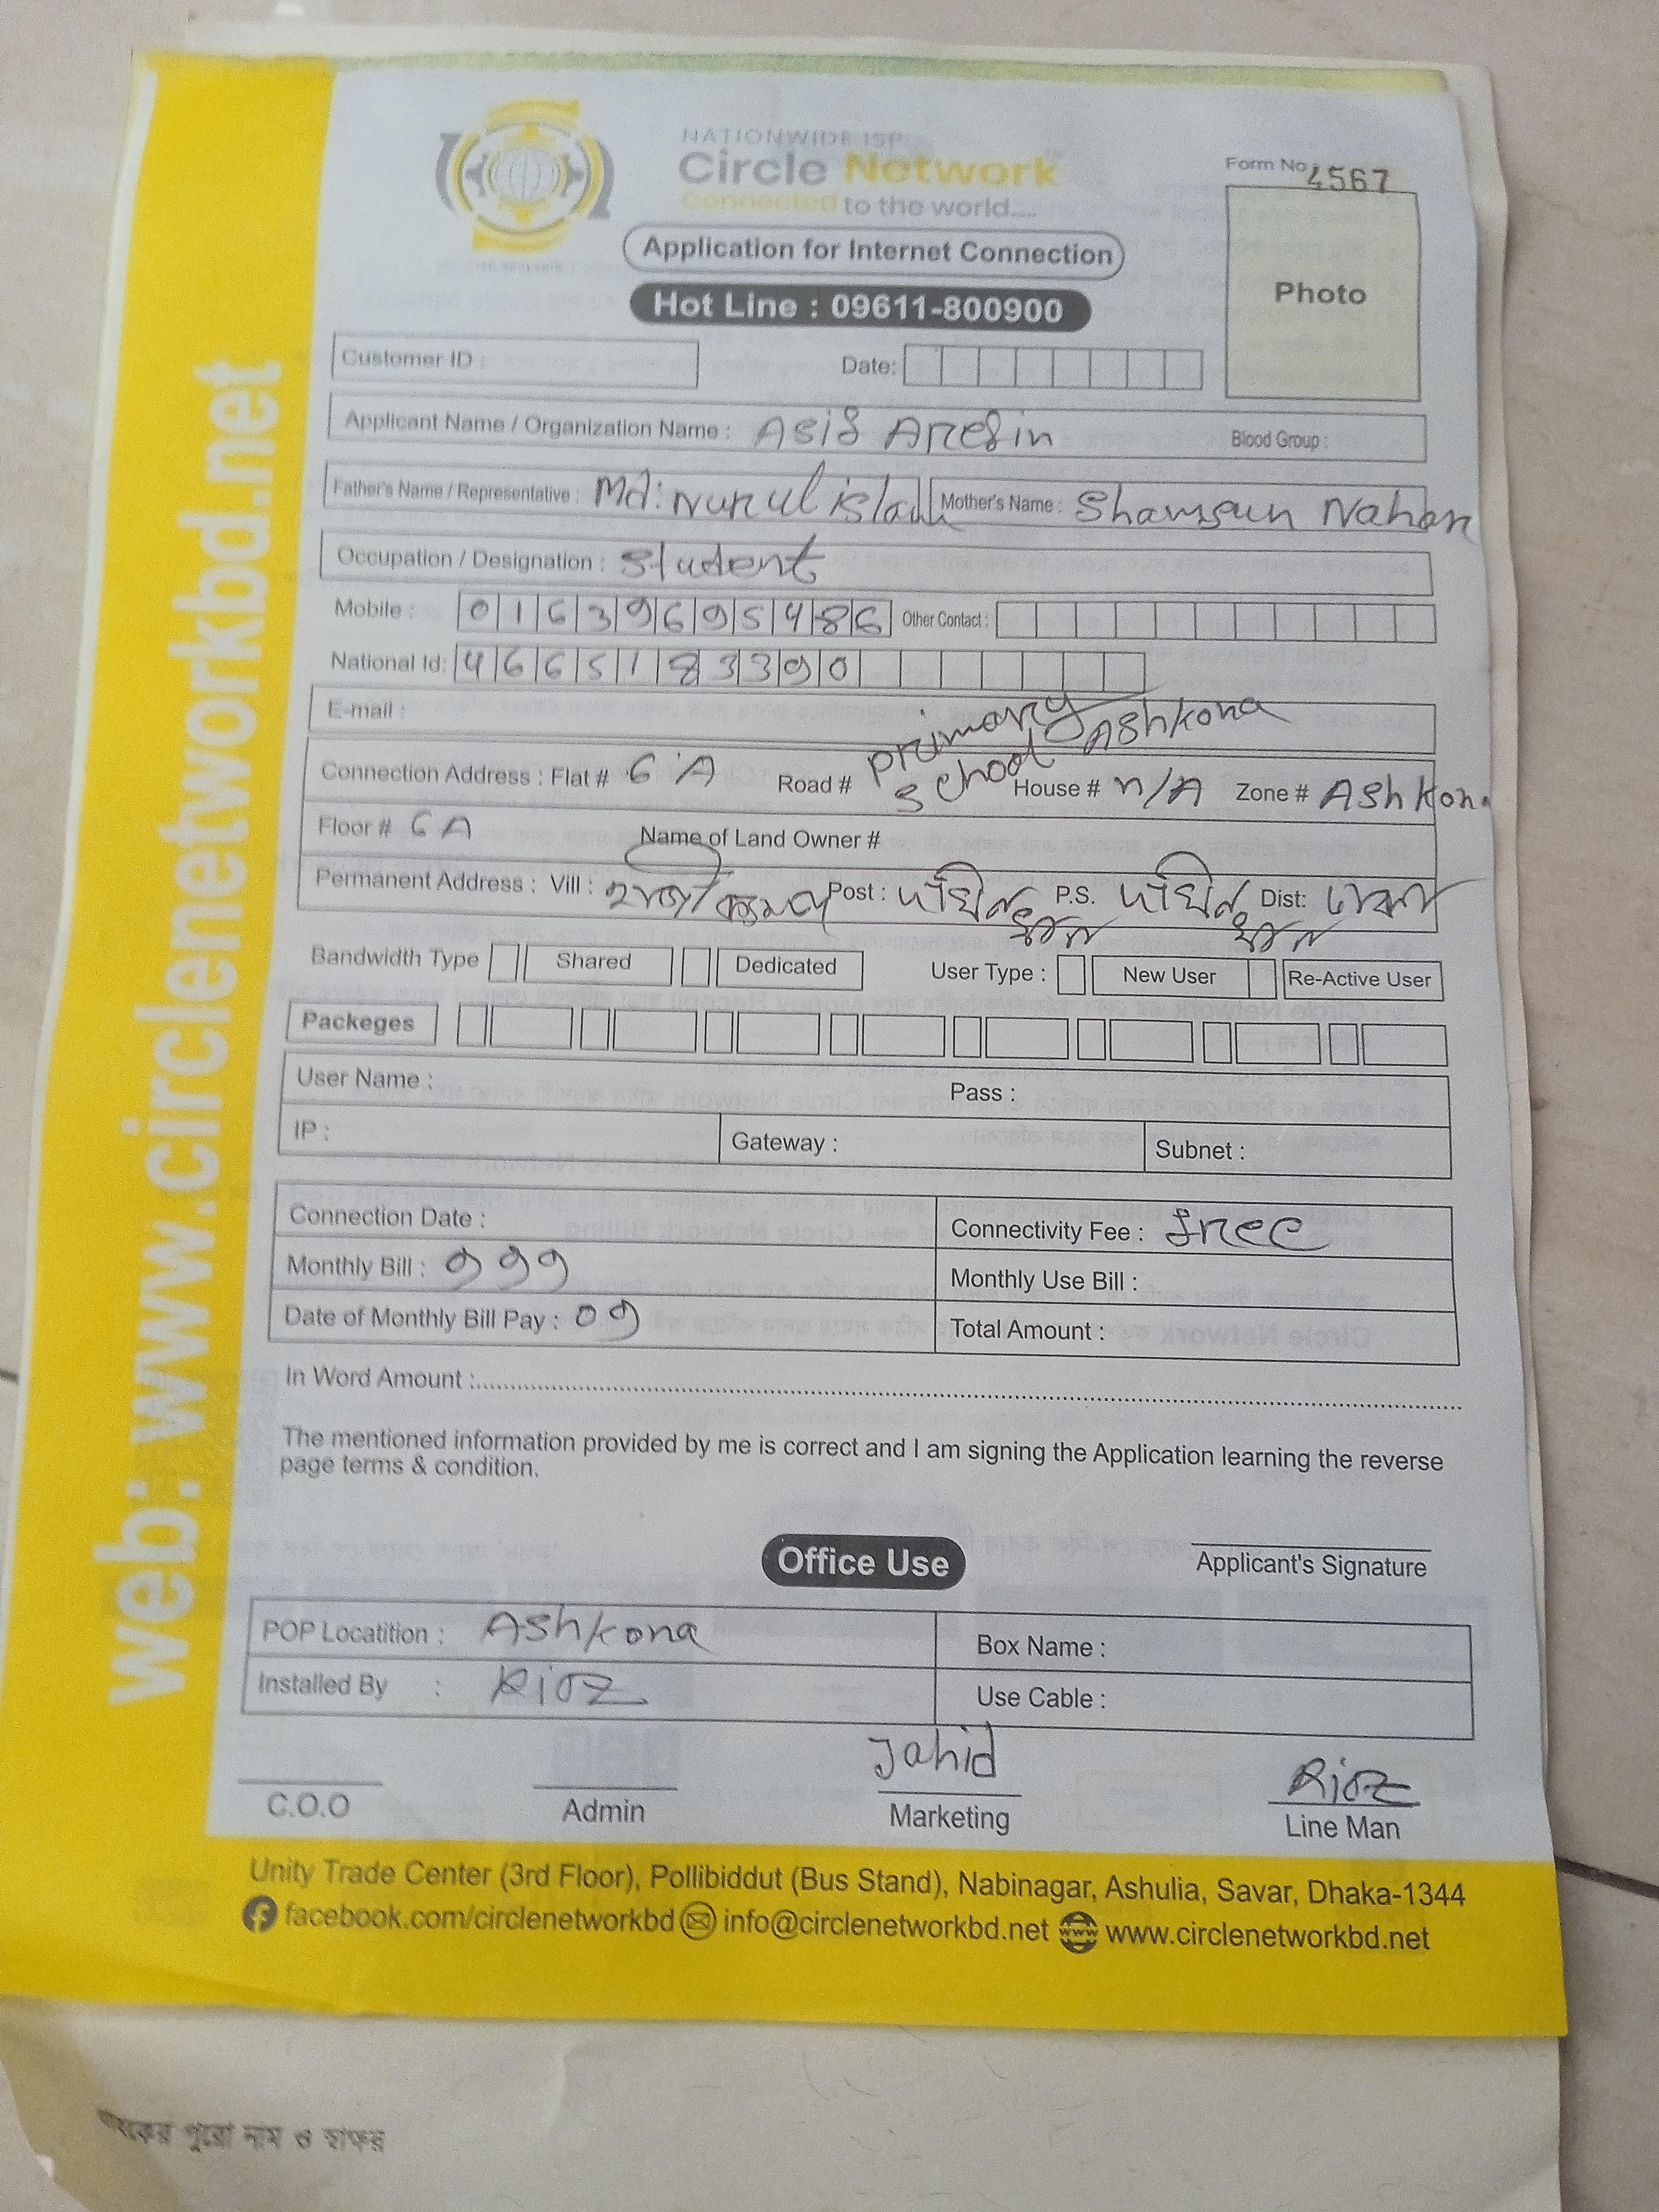 web: www.circlenetworkbd.net
NATIONWIDE ISP
Circle Network
Connected to the world....
Form No 4567
Application for Internet Connection
Photo
Hot Line : 09611-800900
Customer ID : Date:
Applicant Name / Organization Name : Asif Arefin Blood Group :
Father's Name / Representative : Md: Nurul islam Mother's Name : Shamsun Nahar
Occupation / Designation : Student
Mobile : 01639695486 Other Contact :
National Id: 4665183390
E-mail :
Connection Address : Flat # 6 A Road # primary school Ashkona House # n/A Zone # Ashkona
Floor # 6A Name of Land Owner #
Permanent Address : Vill : Post : P.S. Dist: ঢাকা
Bandwidth Type Shared Dedicated User Type : New User Re-Active User
Packeges
User Name : Pass :
IP : Gateway : Subnet :
Connection Date : Connectivity Fee : free
Monthly Bill : 999 Monthly Use Bill :
Date of Monthly Bill Pay : 09 Total Amount :
In Word Amount :
The mentioned information provided by me is correct and I am signing the Application learning the reverse
page terms & condition.
Applicant's Signature
Office Use
POP Locatition : Ashkona Box Name :
Installed By : Use Cable :
Jahid
C.O.O Admin Marketing Line Man
Unity Trade Center (3rd Floor), Pollibiddut (Bus Stand), Nabinagar, Ashulia, Savar, Dhaka-1344
facebook.com/circlenetworkbd info@circlenetworkbd.net www.circlenetworkbd.net
পুরো নাম ও স্বাক্ষর